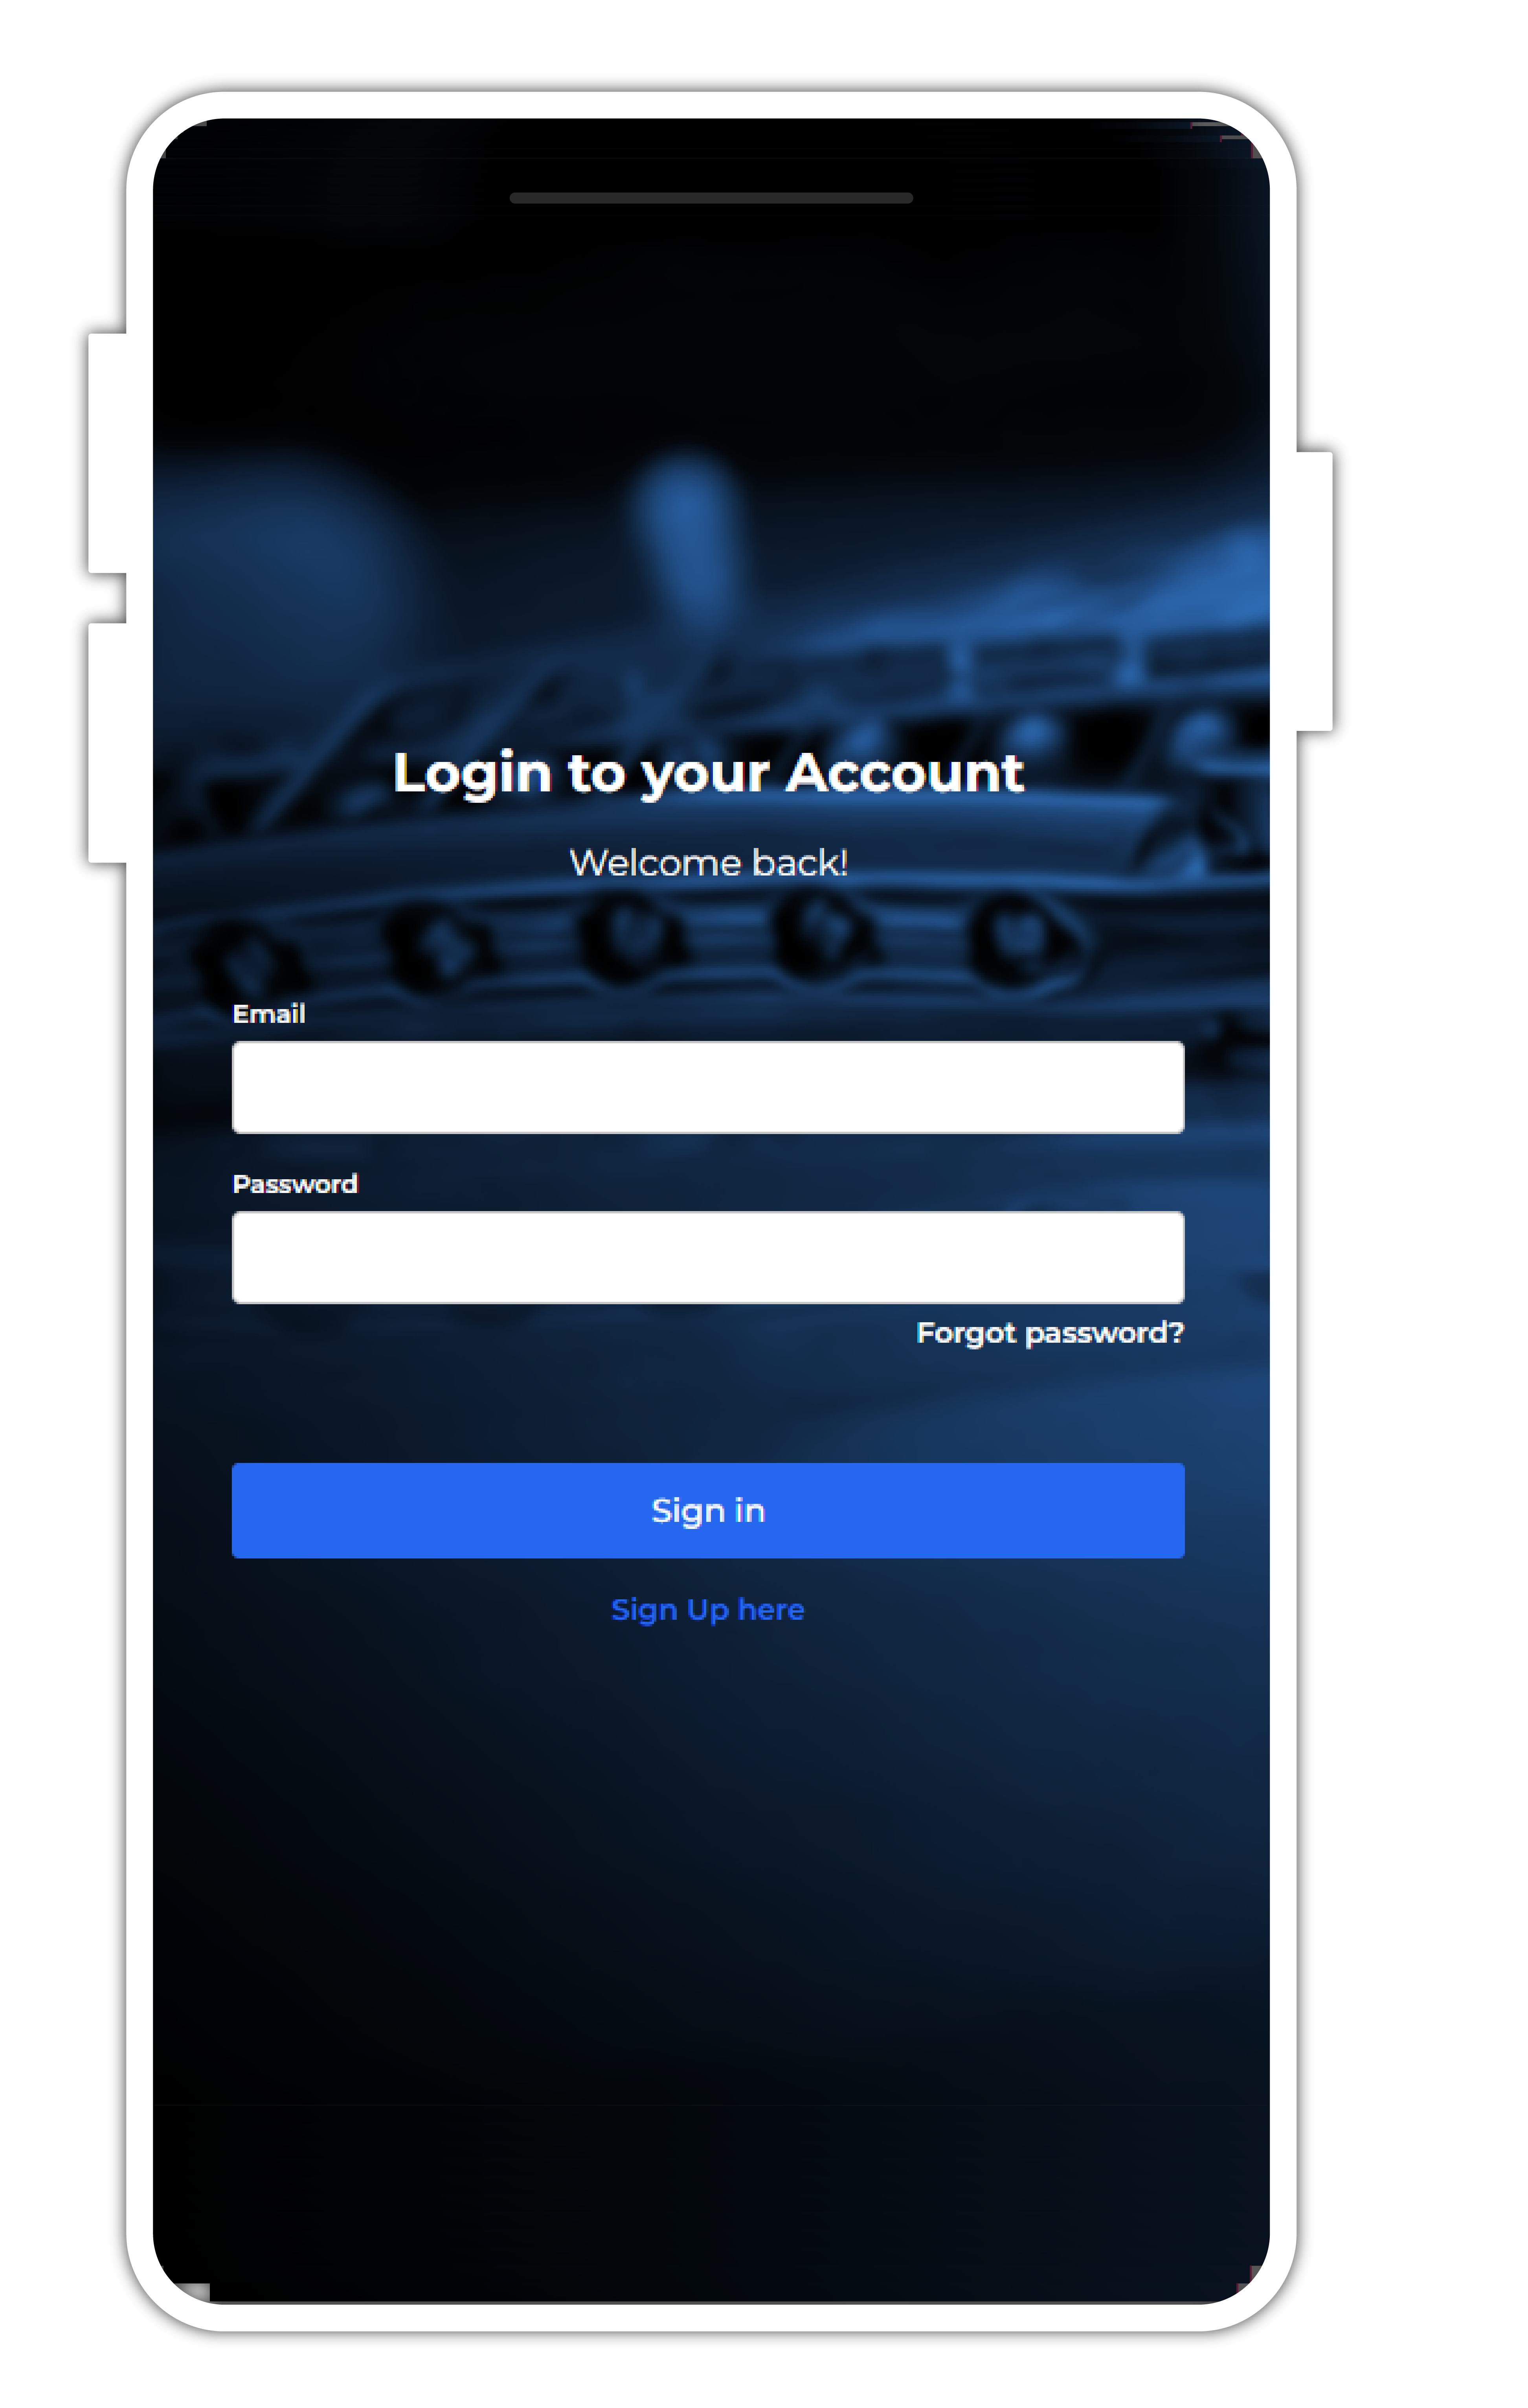 Login to your Account
Welcome back!
Email
Password
Forgot password?
Sign in
Sign Up here